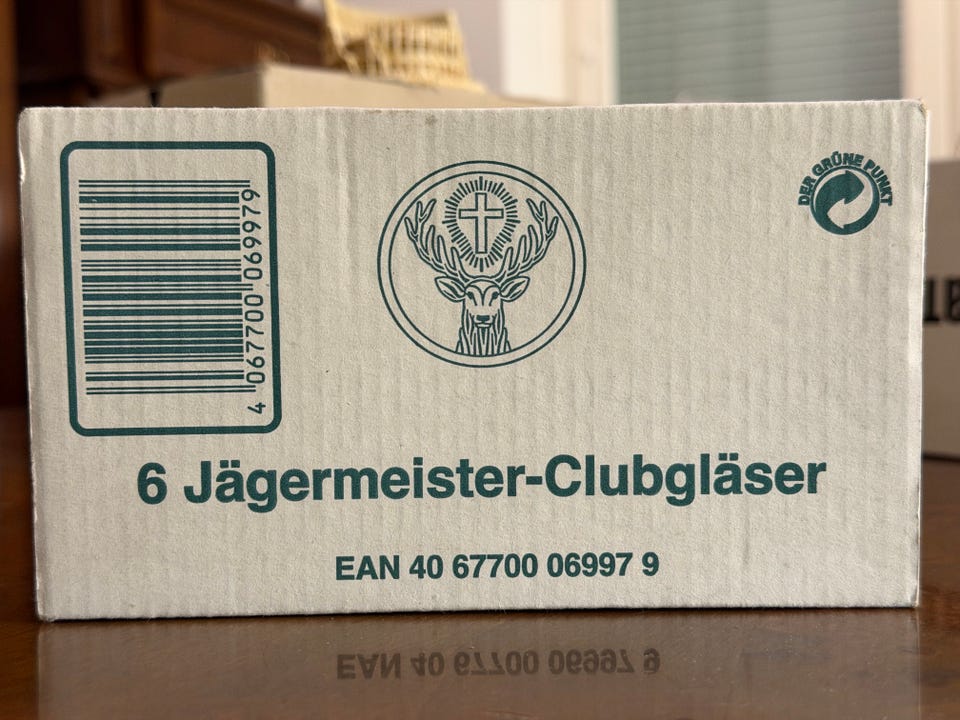 4 067700 069979
DER GRÜNE PUNKT
6 Jägermeister-Clubgläser
EAN 40 67700 06997 9